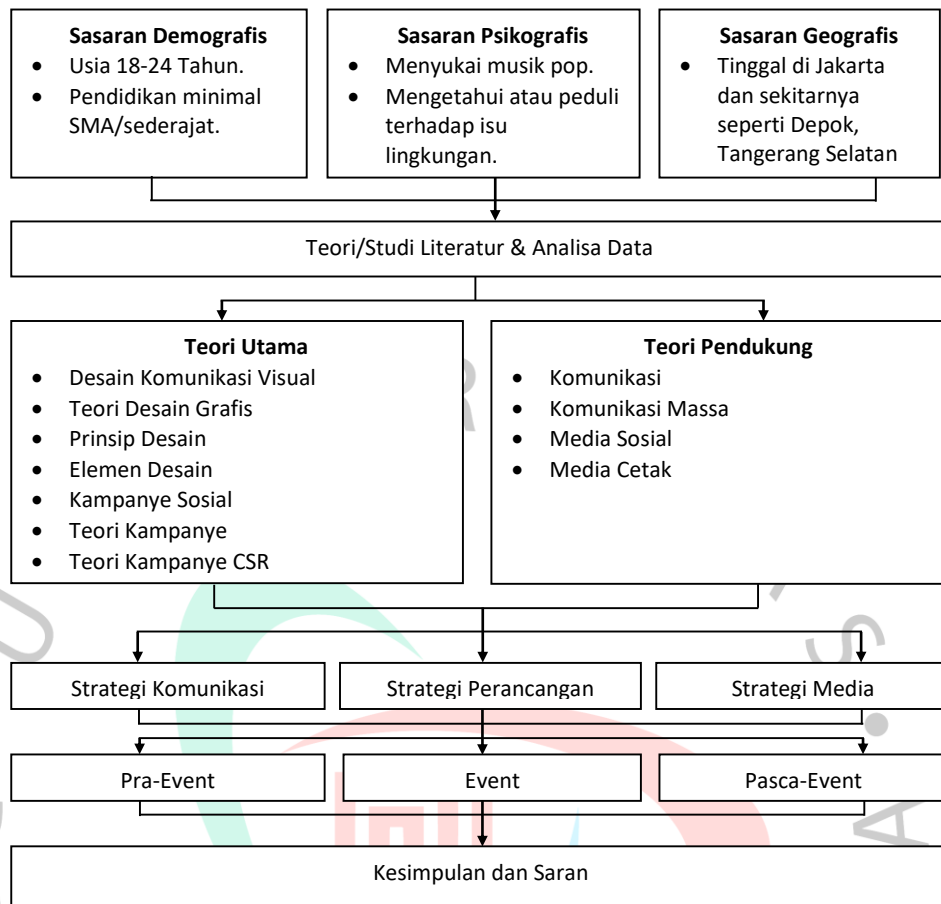 Sasaran Demografis
• Usia 18-24 Tahun.
• Pendidikan minimal
SMA/sederajat.
Sasaran Psikografis
• Menyukai musik pop.
• Mengetahui atau peduli
terhadap isu
lingkungan.
Sasaran Geografis
• Tinggal di Jakarta
dan sekitarnya
seperti Depok,
Tangerang Selatan
Teori/Studi Literatur & Analisa Data
Teori Utama
• Desain Komunikasi Visual
• Teori Desain Grafis
• Prinsip Desain
• Elemen Desain
• Kampanye Sosial
• Teori Kampanye
• Teori Kampanye CSR
Teori Pendukung
• Komunikasi
• Komunikasi Massa
• Media Sosial
• Media Cetak
Strategi Komunikasi
Strategi Perancangan
Strategi Media
Pra-Event
Event
Pasca-Event
Kesimpulan dan Saran